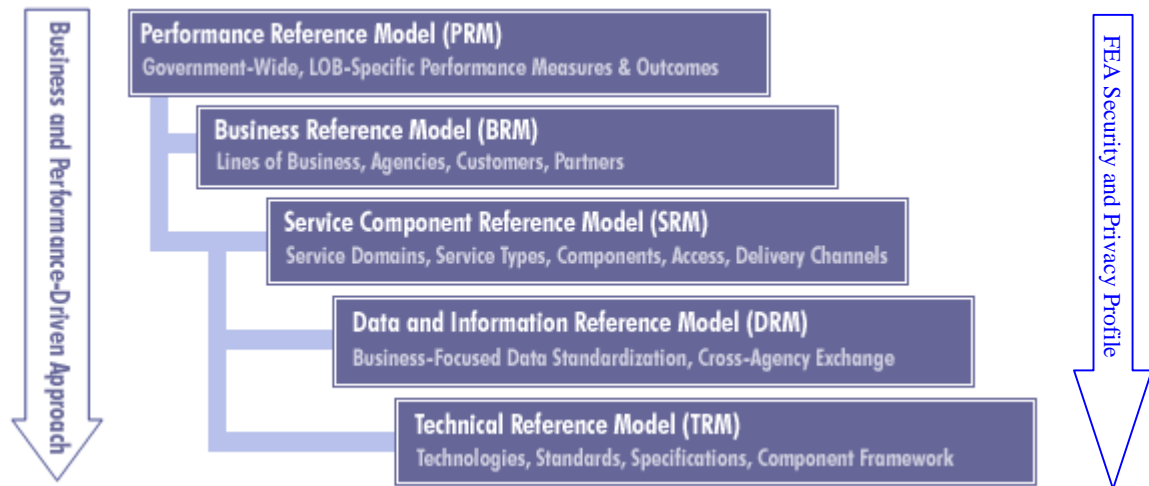 Business and Performance-Driven Approach
Performance Reference Model (PRM)
Government-Wide, LOB-Specific Performance Measures & Outcomes
Business Reference Model (BRM)
Lines of Business, Agencies, Customers, Partners
Service Component Reference Model (SRM)
Service Domains, Service Types, Components, Access, Delivery Channels
Data and Information Reference Model (DRM)
Business-Focused Data Standardization, Cross-Agency Exchange
Technical Reference Model (TRM)
Technologies, Standards, Specifications, Component Framework
FEA Security and Privacy Profile